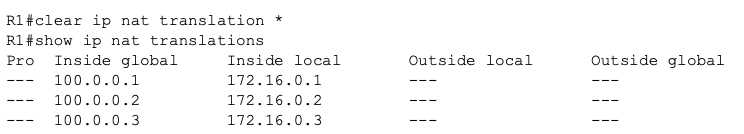 R1#clear ip nat translation *
R1#show ip nat translations
Pro  Inside global     Inside local       Outside local      Outside global
---  100.0.0.1         172.16.0.1         ---                ---
---  100.0.0.2         172.16.0.2         ---                ---
---  100.0.0.3         172.16.0.3         ---                ---